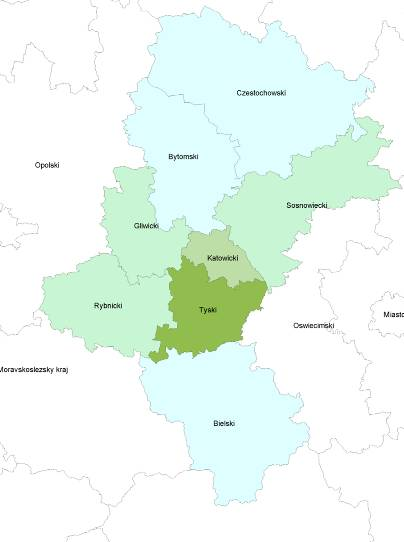 Czestochowski
Bytomski
Opolski
Sosnowiecki
Gliwicki
Katowicki
Rybnicki
Tyski
Oswiecimski
Miasto
Moravskoslezsky kraj
Bielski